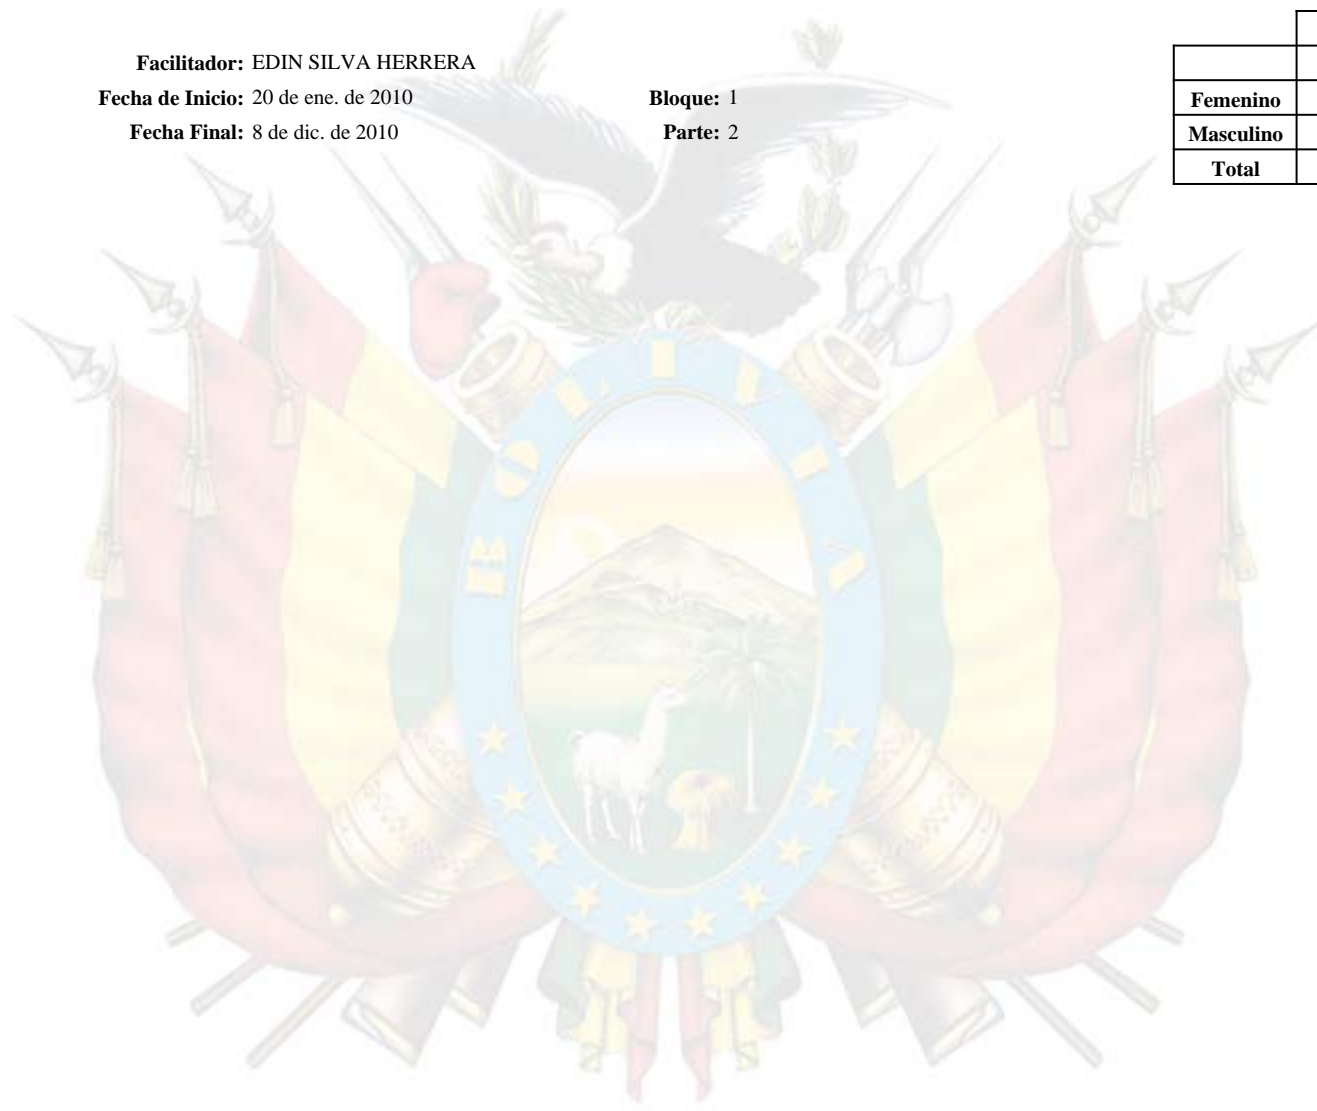 Facilitador: EDIN SILVA HERRERA
Fecha de Inicio: 20 de ene. de 2010
Bloque: 1
Fecha Final: 8 de dic. de 2010
Parte: 2
Femenino
Masculino
Total
BOLIVIA